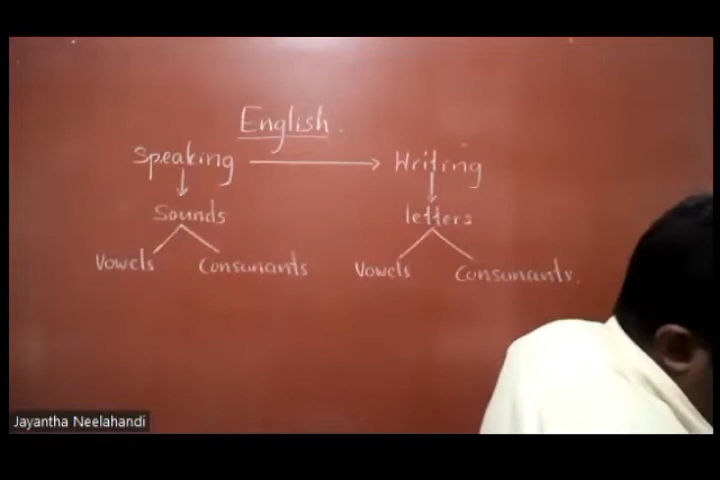 English.
Speaking → Writing
Sounds letters
Vowels Consonants Vowels Consonants.
Jayantha Neelahandi